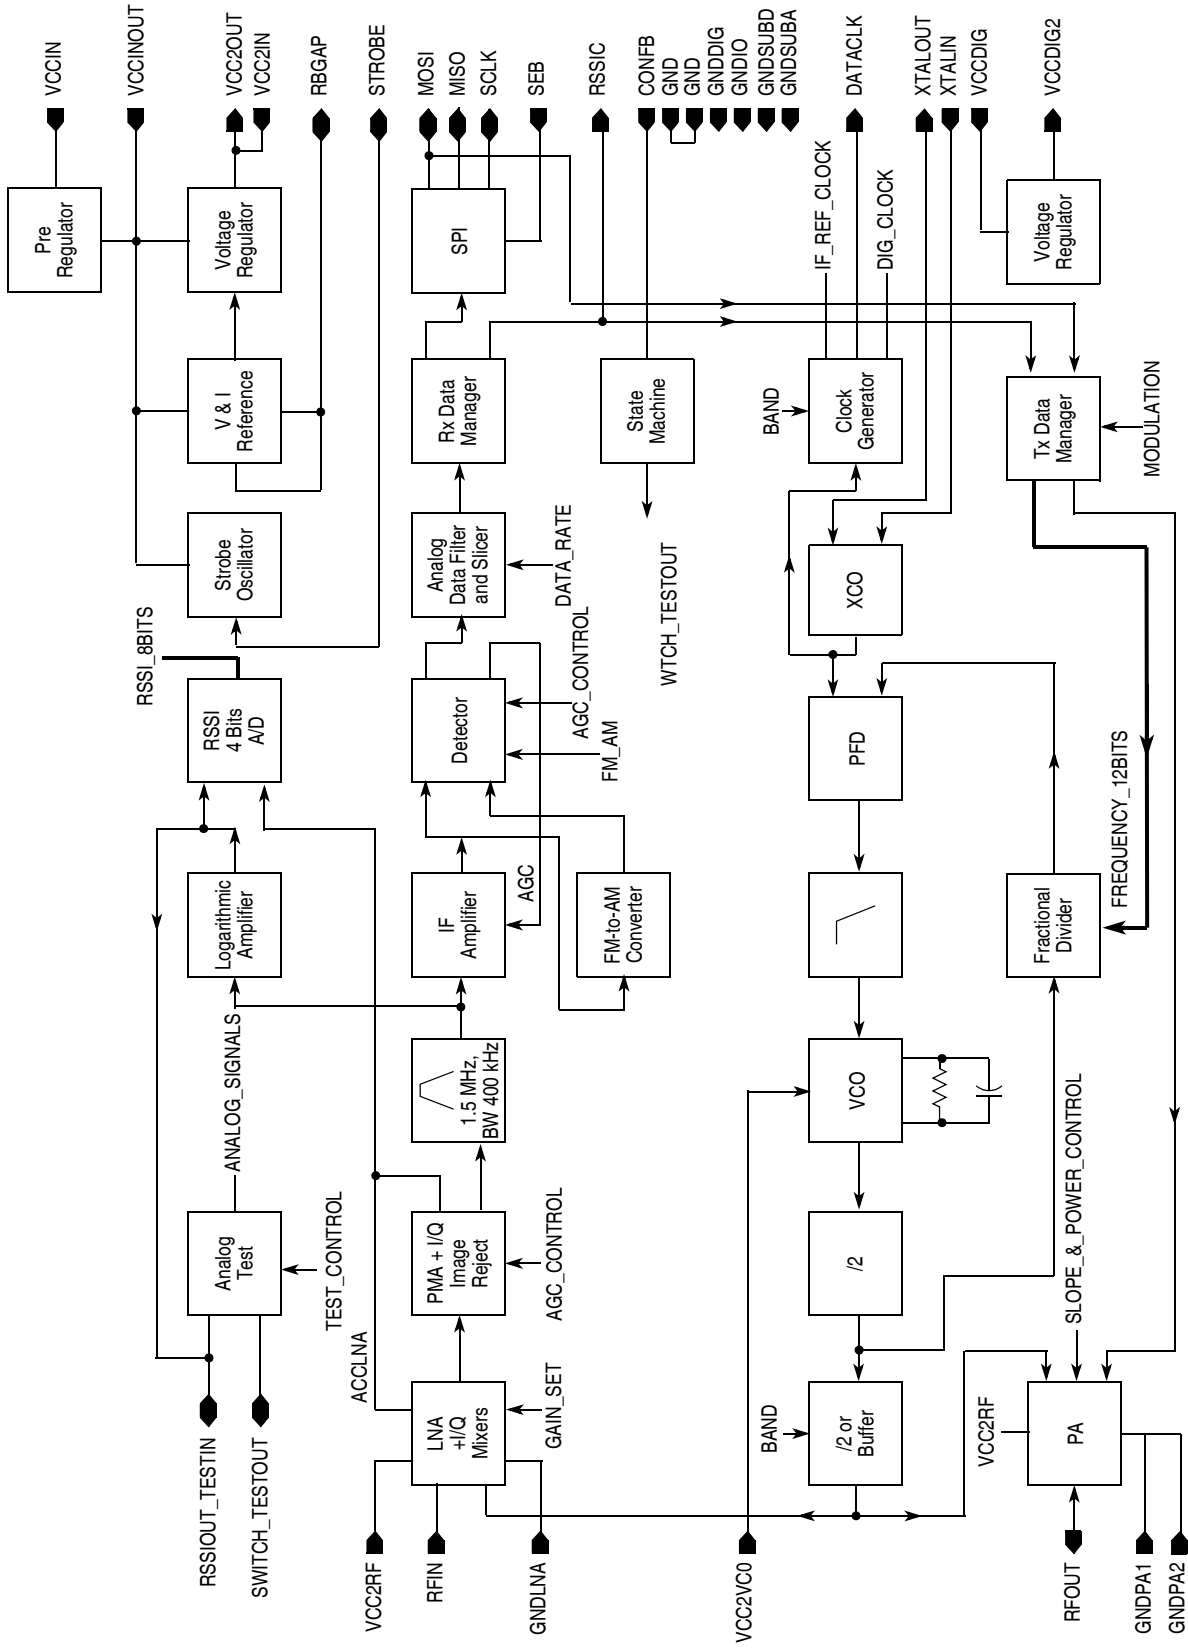 RSSIOUT_TESTIN
SWITCH_TESTOUT
VCC2RF
RFIN
GNDLNA
VCC2VC0
RFOUT
GNDPA1
GNDPA2
Analog
Test
TEST_CONTROL
ANALOG_SIGNALS
Logarithmic
Amplifier
RSSI
4 Bits
A/D
RSSI_8BITS
Strobe
Oscillator
V & I
Reference
Voltage
Regulator
Pre
Regulator
VCCIN
VCCINOUT
VCC2OUT
VCC2IN
RBGAP
STROBE
ACCLNA
LNA
+I/Q
Mixers
GAIN_SET
PMA + I/Q
Image
Reject
AGC_CONTROL
1.5 MHz,
BW 400 kHz
IF
Amplifier
AGC
FM-to-AM
Converter
Detector
FM_AM
AGC_CONTROL
Analog
Data Filter
and Slicer
DATA_RATE
Rx Data
Manager
SPI
MOSI
MISO
SCLK
SEB
RSSIC
State
Machine
WTCH_TESTOUT
CONFB
GND
GND
GNDDIG
GNDIO
GNDSUBD
GNDSUBA
BAND
/2 or
Buffer
/2
VCO
PFD
XCO
BAND
Clock
Generator
IF_REF_CLOCK
DIG_CLOCK
DATACLK
XTALOUT
XTALIN
VCCDIG
VCCDIG2
Voltage
Regulator
VCC2RF
PA
SLOPE_&_POWER_CONTROL
Fractional
Divider
FREQUENCY_12BITS
Tx Data
Manager
MODULATION